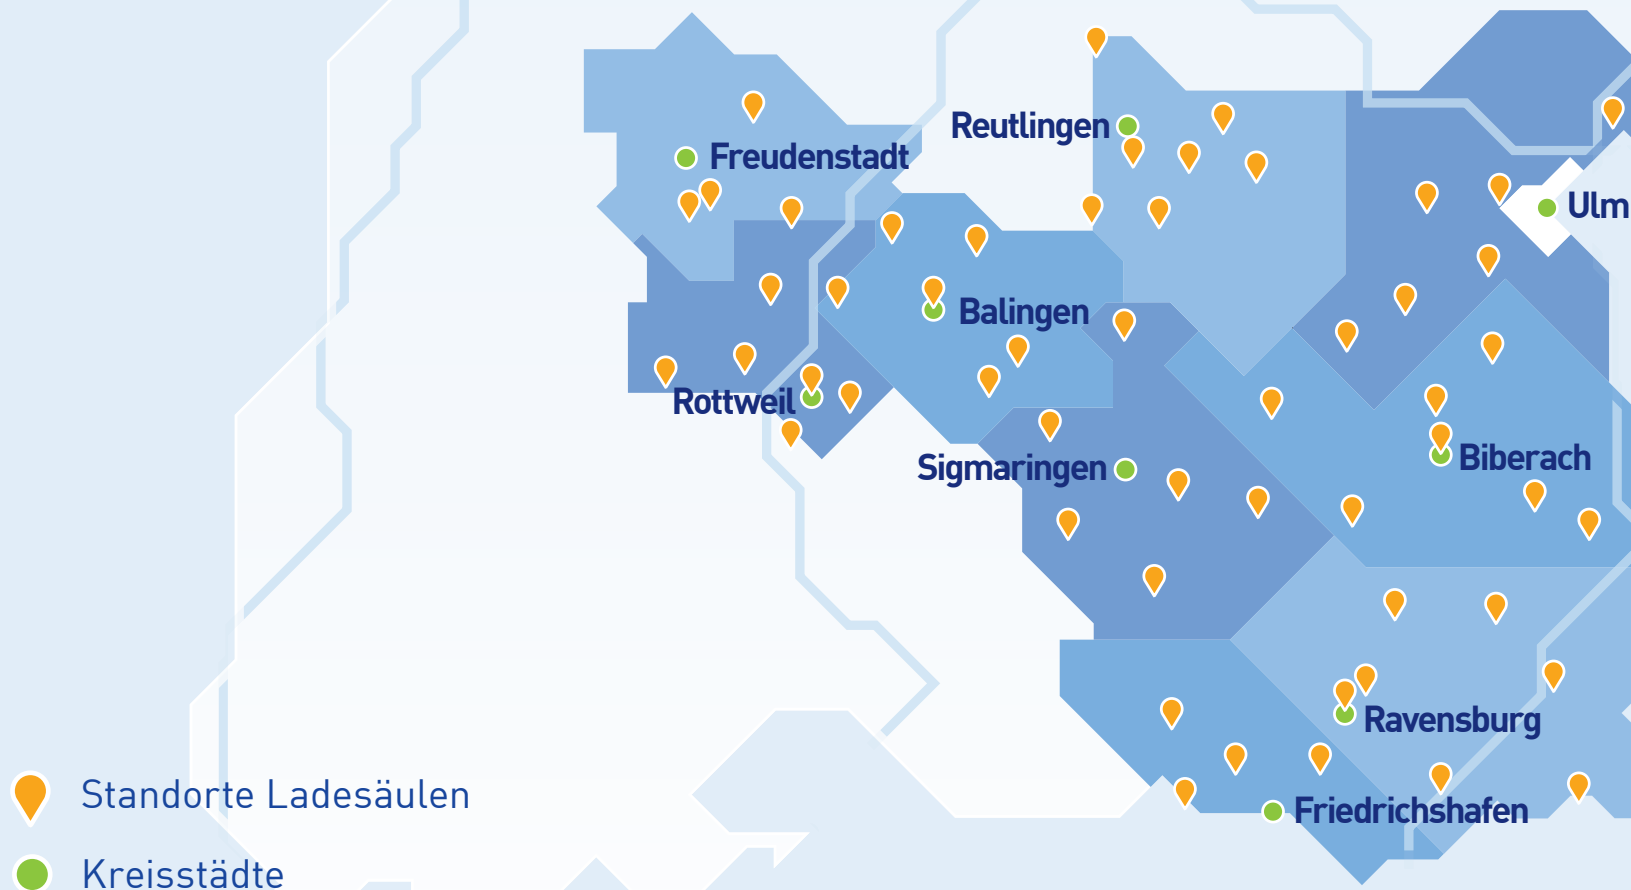 Reutlingen
Freudenstadt
Ulm
Balingen
Rottweil
Sigmaringen
Biberach
Ravensburg
Friedrichshafen
Standorte Ladesäulen
Kreisstädte